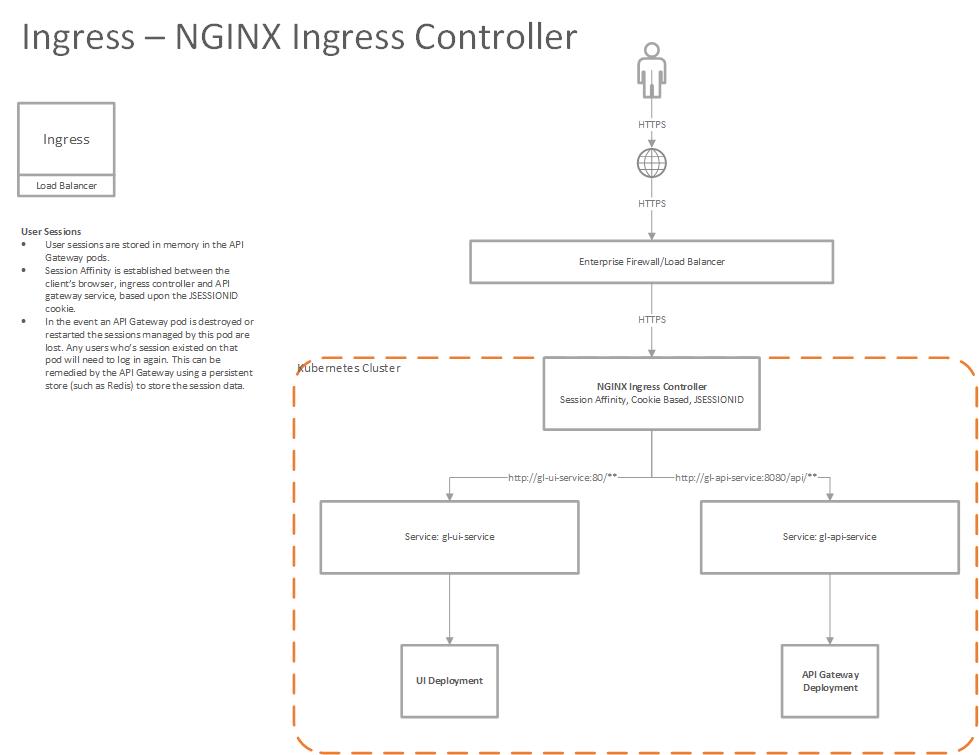 Ingress – NGINX Ingress Controller
Ingress
Load Balancer
User Sessions
• User sessions are stored in memory in the API
Gateway pods.
• Session Affinity is established between the
client's browser, ingress controller and API
gateway service, based upon the JSESSIONID
cookie.
• In the event an API Gateway pod is destroyed or
restarted the sessions managed by this pod are
lost. Any users who's session existed on that
pod will need to log in again. This can be
remedied by the API Gateway using a persistent
store (such as Redis) to store the session data.
HTTPS
HTTPS
Enterprise Firewall/Load Balancer
HTTPS
Kubernetes Cluster
NGINX Ingress Controller
Session Affinity, Cookie Based, JSESSIONID
http://gl-ui-service:80/**
http://gl-api-service:8080/api/**
Service: gl-ui-service
Service: gl-api-service
UI Deployment
API Gateway
Deployment